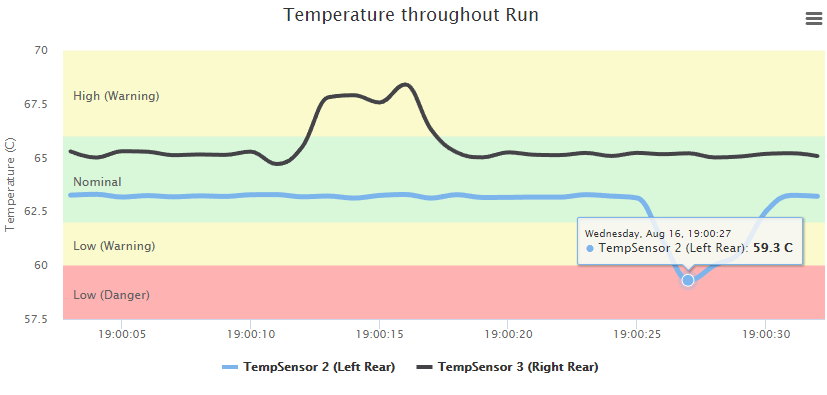 Temperature throughout Run
Temperature (C)
70
67.5
65
62.5
60
57.5
High (Warning)
Nominal
Low (Warning)
Low (Danger)
Wednesday, Aug 16, 19:00:27
TempSensor 2 (Left Rear): 59.3 C
19:00:05 19:00:10 19:00:15 19:00:20 19:00:25 19:00:30
TempSensor 2 (Left Rear) TempSensor 3 (Right Rear)